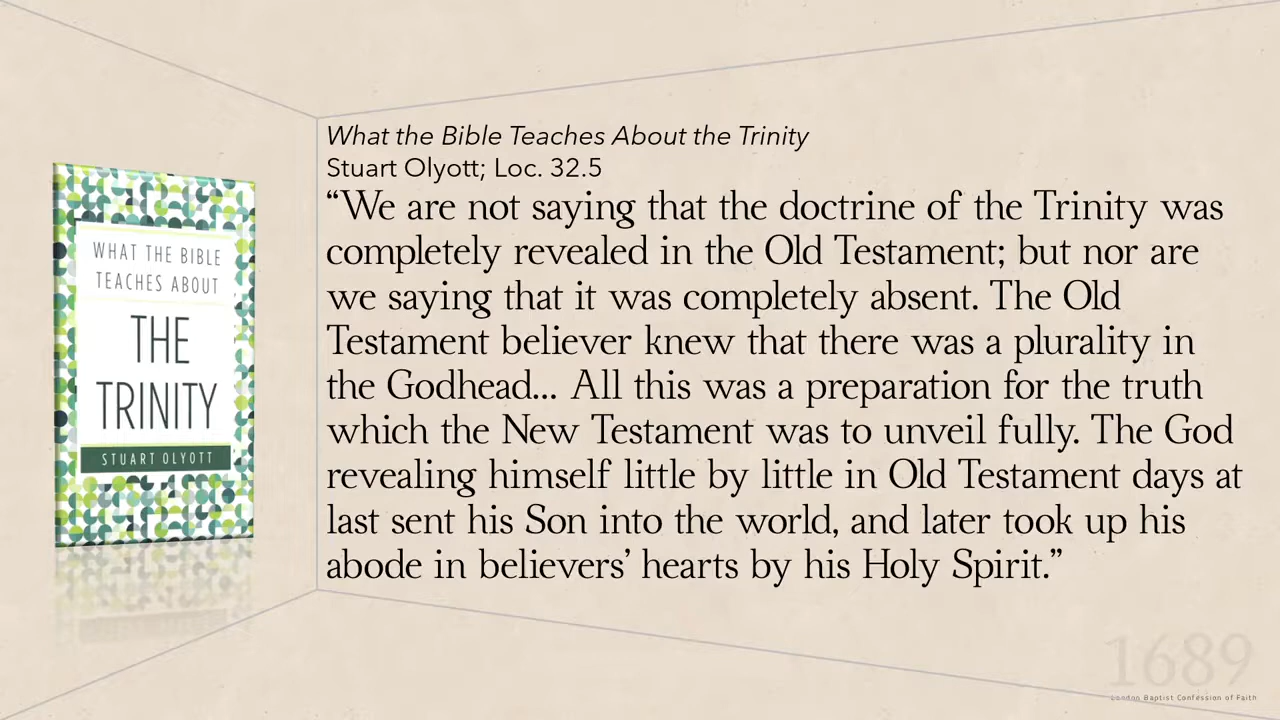 What the Bible Teaches About the Trinity
Stuart Olyott; Loc. 32.5
“We are not saying that the doctrine of the Trinity was
completely revealed in the Old Testament; but nor are
we saying that it was completely absent. The Old
Testament believer knew that there was a plurality in
the Godhead... All this was a preparation for the truth
which the New Testament was to unveil fully. The God
revealing himself little by little in Old Testament days at
last sent his Son into the world, and later took up his
abode in believers’ hearts by his Holy Spirit.”
WHAT THE BIBLE
TEACHES ABOUT
THE
TRINITY
STUART OLYOTT
1689
London Baptist Confession of Faith